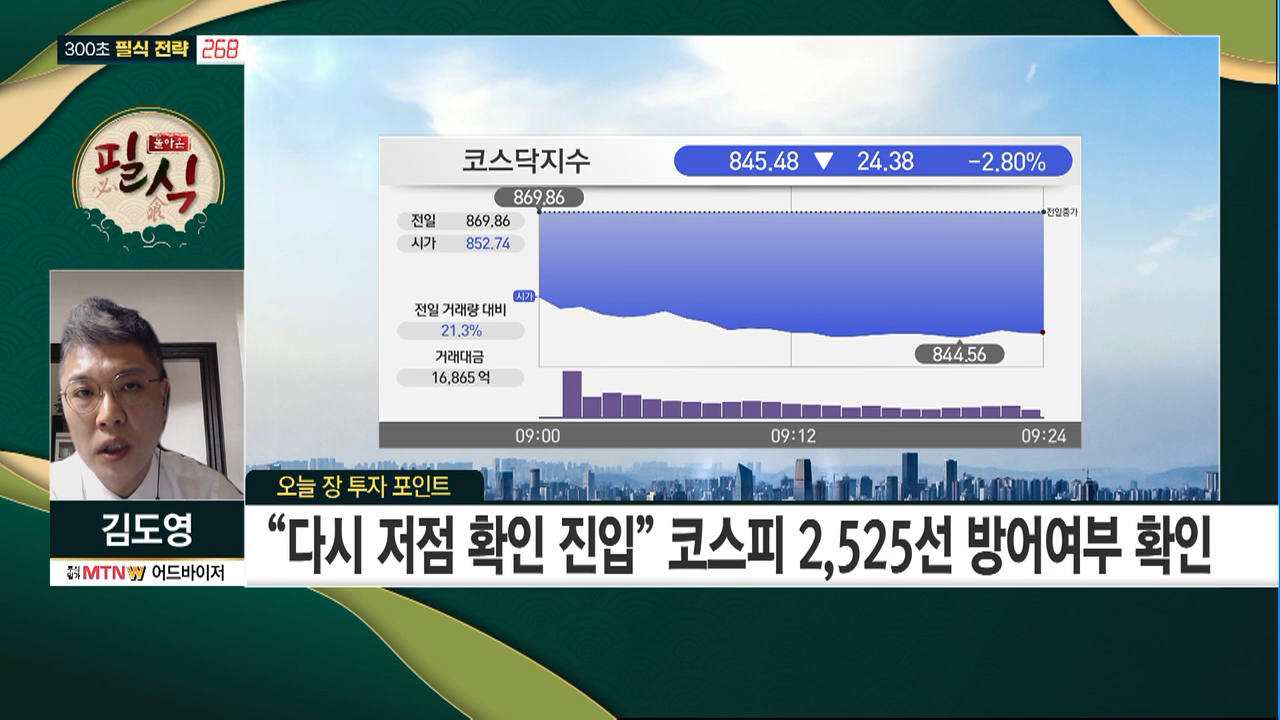 300초 필식 전략 268
돌아온
필식
코스닥지수 845.48 ▼ 24.38 -2.80%
869.86
전일종가
전일 869.86
시가 852.74
시가
전일 거래량 대비
21.3%
거래대금
16,865 억
844.56
09:00 09:12 09:24
오늘 장 투자 포인트
“다시 저점 확인 진입” 코스피 2,525선 방어여부 확인
김도영
MTNW 어드바이저